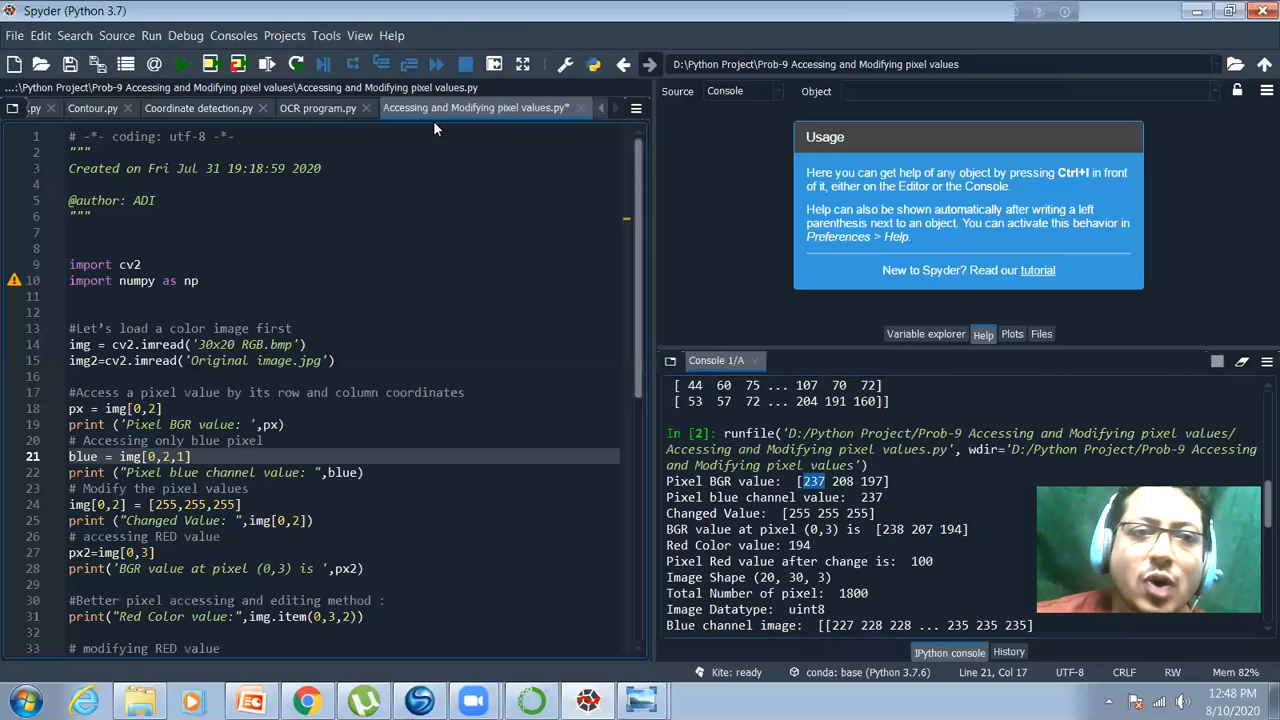 Spyder (Python 3.7)
File Edit Search Source Run Debug Consoles Projects Tools View Help
D:\Python Project\Prob-9 Accessing and Modifying pixel values
...:\Python Project\Prob-9 Accessing and Modifying pixel values\Accessing and Modifying pixel values.py
.py Contour.py Coordinate detection.py OCR program.py Accessing and Modifying pixel values.py*
1 # -*- coding: utf-8 -*-
2 """
3 Created on Fri Jul 31 19:18:59 2020
4
5 @author: ADI
6 """
7
8
9 import cv2
10 import numpy as np
11
12
13 #Let’s load a color image first
14 img = cv2.imread('30x20 RGB.bmp')
15 img2=cv2.imread('Original image.jpg')
16
17 #Access a pixel value by its row and column coordinates
18 px = img[0,2]
19 print ('Pixel BGR value: ',px)
20 # Accessing only blue pixel
21 blue = img[0,2,1]
22 print ("Pixel blue channel value: ",blue)
23 # Modify the pixel values
24 img[0,2] = [255,255,255]
25 print ("Changed Value: ",img[0,2])
26 # accessing RED value
27 px2=img[0,3]
28 print('BGR value at pixel (0,3) is ',px2)
29
30 #Better pixel accessing and editing method :
31 print("Red Color value:",img.item(0,3,2))
32
33 # modifying RED value
Source Console Object
Usage
Here you can get help of any object by pressing Ctrl+I in front
of it, either on the Editor or the Console.
Help can also be shown automatically after writing a left
parenthesis next to an object. You can activate this behavior in
Preferences > Help.
New to Spyder? Read our tutorial
Variable explorer Help Plots Files
Console 1/A
[ 44 60 75 ... 107 70 72]
[ 53 57 72 ... 204 191 160]]
In [2]: runfile('D:/Python Project/Prob-9 Accessing and Modifying pixel values/
Accessing and Modifying pixel values.py', wdir='D:/Python Project/Prob-9 Accessing
and Modifying pixel values')
Pixel BGR value: [237 208 197]
Pixel blue channel value: 237
Changed Value: [255 255 255]
BGR value at pixel (0,3) is [238 207 194]
Red Color value: 194
Pixel Red value after change is: 100
Image Shape (20, 30, 3)
Total Number of pixel: 1800
Image Datatype: uint8
Blue channel image: [[227 228 228 ... 235 235 235]
IPython console History
Kite: ready conda: base (Python 3.7.6) Line 21, Col 17 UTF-8 CRLF RW Mem 82%
12:48 PM
8/10/2020